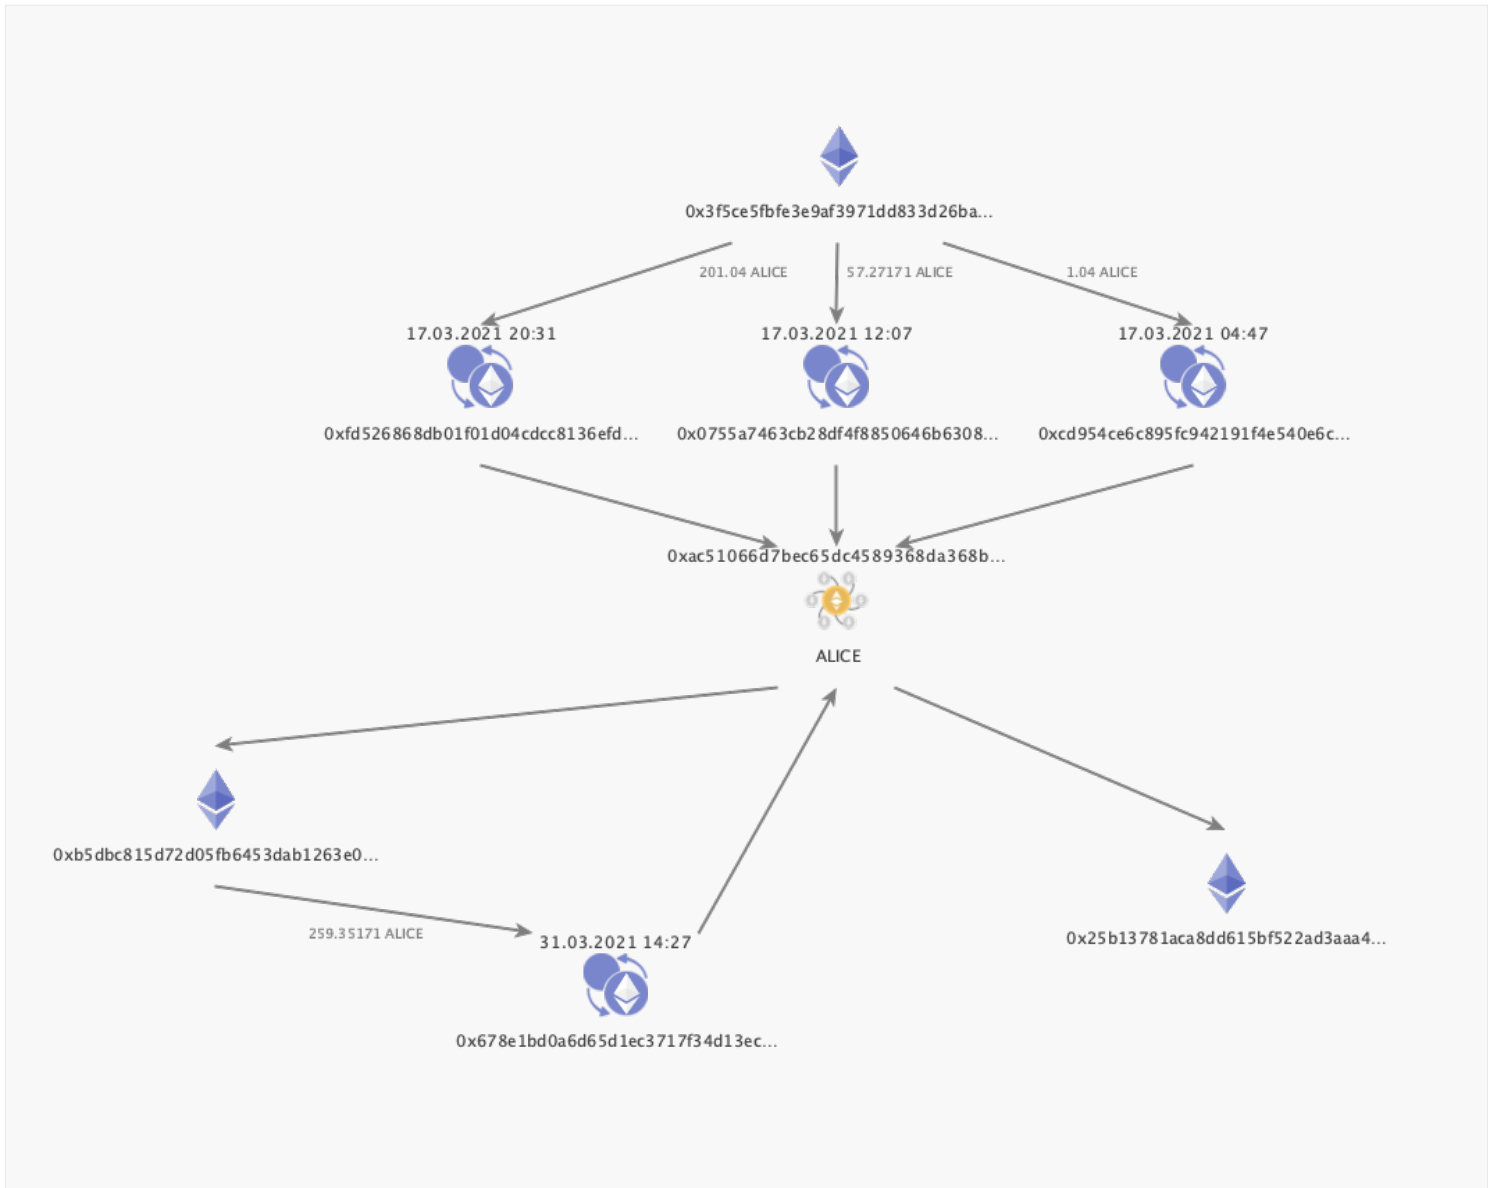 0x3f5ce5fbfe3e9af3971dd833d26ba...
201.04 ALICE
57.27171 ALICE
1.04 ALICE
17.03.2021 20:31
17.03.2021 12:07
17.03.2021 04:47
0xfd526868db01f01d04cdcc8136efd...
0x0755a7463cb28df4f8850646b6308...
0xcd954ce6c895fc942191f4e540e6c...
0xac51066d7bec65dc4589368da368b...
ALICE
0xb5dbc815d72d05fb6453dab1263e0...
259.35171 ALICE
31.03.2021 14:27
0x25b13781aca8dd615bf522ad3aaa4...
0x678e1bd0a6d65d1ec3717f34d13ec...